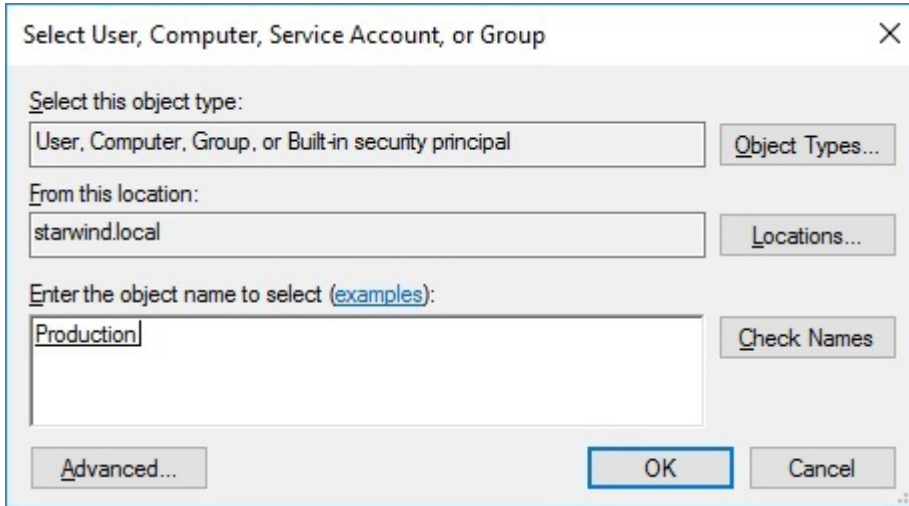 Select User, Computer, Service Account, or Group
Select this object type:
User, Computer, Group, or Built-in security principal
Object Types...
From this location:
starwind.local
Locations...
Enter the object name to select (examples):
Production
Check Names
Advanced...
OK
Cancel